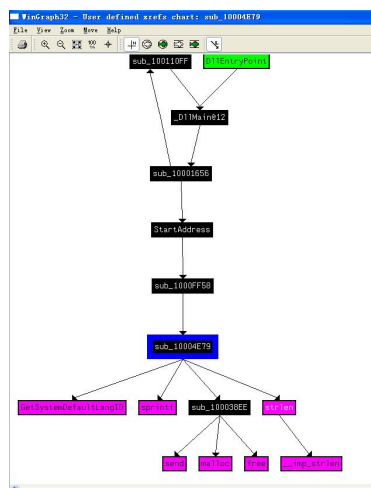 WinGraph32 - User defined xrefs chart: sub_10004E79
File View Zoom Move Help
100
%
sub_100110FF DllEntryPoint
_DllMain@12
sub_10001656
StartAddress
sub_1000FF58
sub_10004E79
GetSystemDefaultLangID sprintf sub_100038EE strlen
send malloc free __imp_strlen